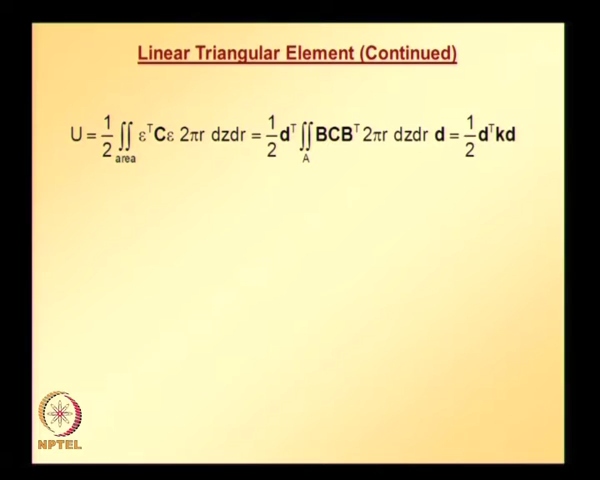 Linear Triangular Element (Continued)
U = 1/2 ∬_area ε^T Cε 2πr dzdr = 1/2 d^T ∬_A BCB^T 2πr dzdr d = 1/2 d^T kd
NPTEL